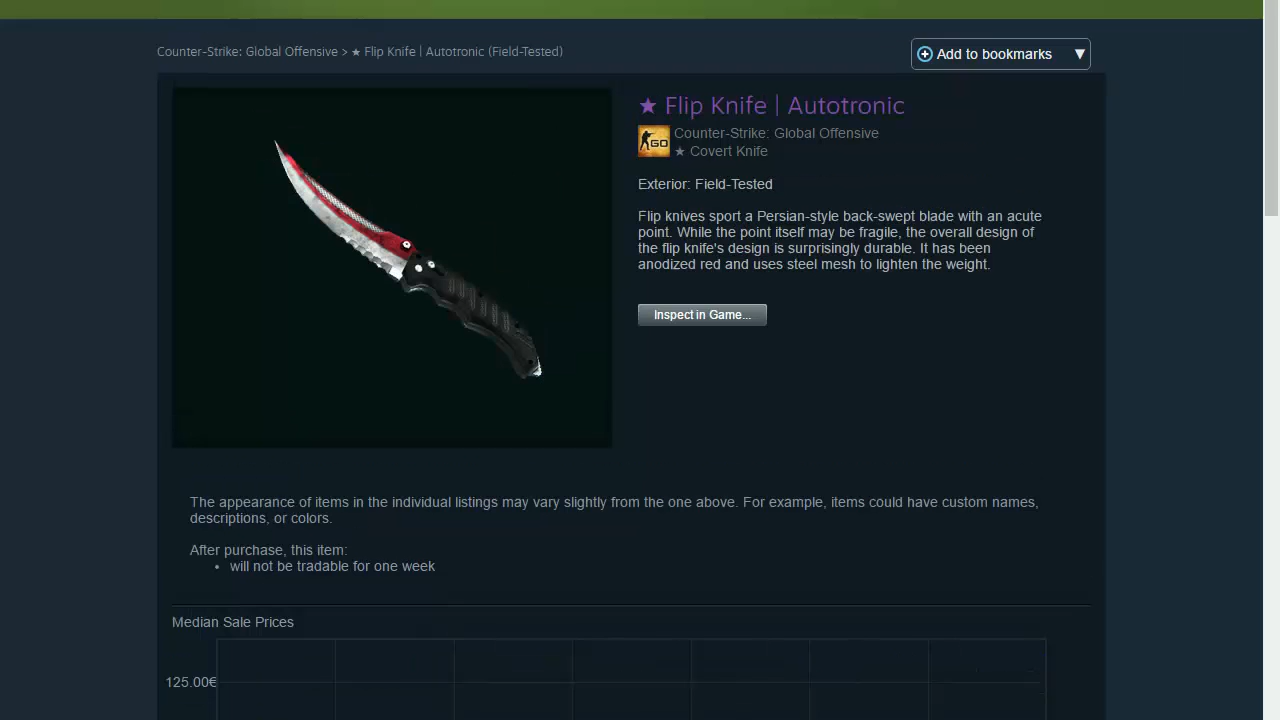 Counter-Strike: Global Offensive > ★ Flip Knife | Autotronic (Field-Tested)
Add to bookmarks ▼
★ Flip Knife | Autotronic
GO
Counter-Strike: Global Offensive
★ Covert Knife
Exterior: Field-Tested
Flip knives sport a Persian-style back-swept blade with an acute
point. While the point itself may be fragile, the overall design of
the flip knife's design is surprisingly durable. It has been
anodized red and uses steel mesh to lighten the weight.
Inspect in Game...
The appearance of items in the individual listings may vary slightly from the one above. For example, items could have custom names,
descriptions, or colors.
After purchase, this item:
• will not be tradable for one week
Median Sale Prices
125.00€